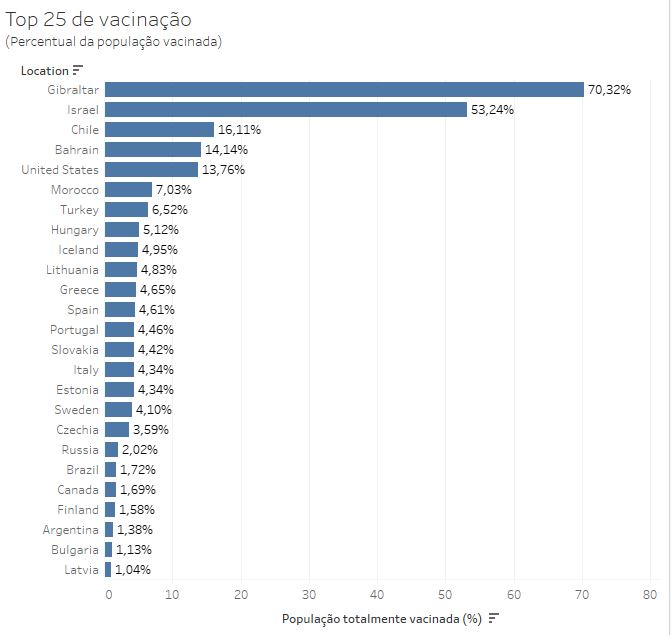 Top 25 de vacinação
(Percentual da população vacinada)
Location
Gibraltar 70,32%
Israel 53,24%
Chile 16,11%
Bahrain 14,14%
United States 13,76%
Morocco 7,03%
Turkey 6,52%
Hungary 5,12%
Iceland 4,95%
Lithuania 4,83%
Greece 4,65%
Spain 4,61%
Portugal 4,46%
Slovakia 4,42%
Italy 4,34%
Estonia 4,34%
Sweden 4,10%
Czechia 3,59%
Russia 2,02%
Brazil 1,72%
Canada 1,69%
Finland 1,58%
Argentina 1,38%
Bulgaria 1,13%
Latvia 1,04%
0 10 20 30 40 50 60 70 80
População totalmente vacinada (%)